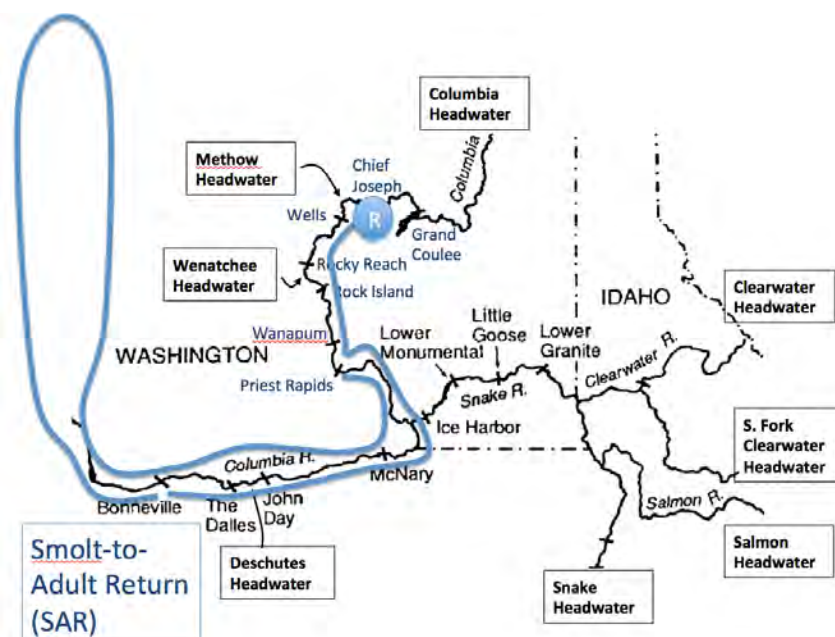 Columbia
Headwater
Methow
Headwater
Chief
Joseph
Columbia
Wells
R
Grand
Coulee
Wenatchee
Headwater
Rocky Reach
Rock Island
IDAHO
Clearwater
Headwater
Wanapum
WASHINGTON
Little
Goose
Lower
Monumental
Lower
Granite
Priest Rapids
Clearwater R.
Snake R.
Ice Harbor
S. Fork
Clearwater
Headwater
Columbia R.
McNary
Bonneville
The
Dalles
John
Day
Salmon R.
Smolt-to-
Adult Return
(SAR)
Deschutes
Headwater
Salmon
Headwater
Snake
Headwater